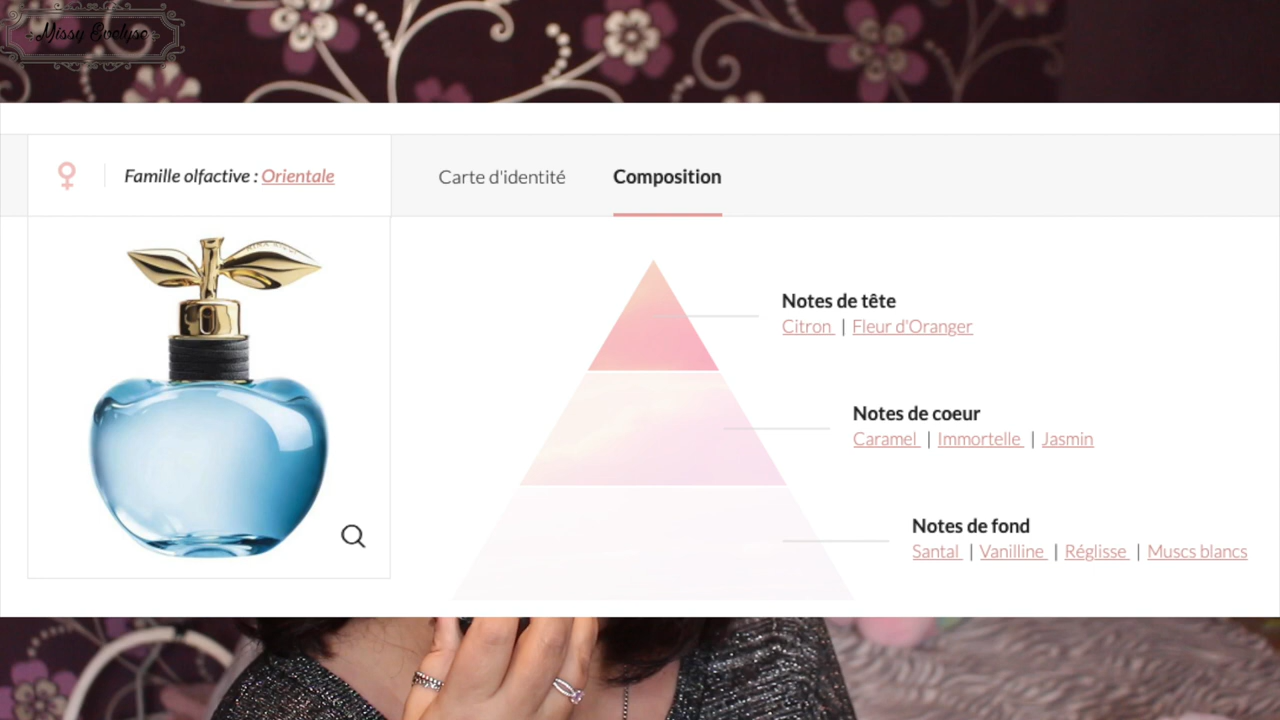 Missy Evelyse
Famille olfactive : Orientale
Carte d'identité
Composition
Notes de tête
Citron | Fleur d'Oranger
Notes de coeur
Caramel | Immortelle | Jasmin
Notes de fond
Santal | Vanilline | Réglisse | Muscs blancs